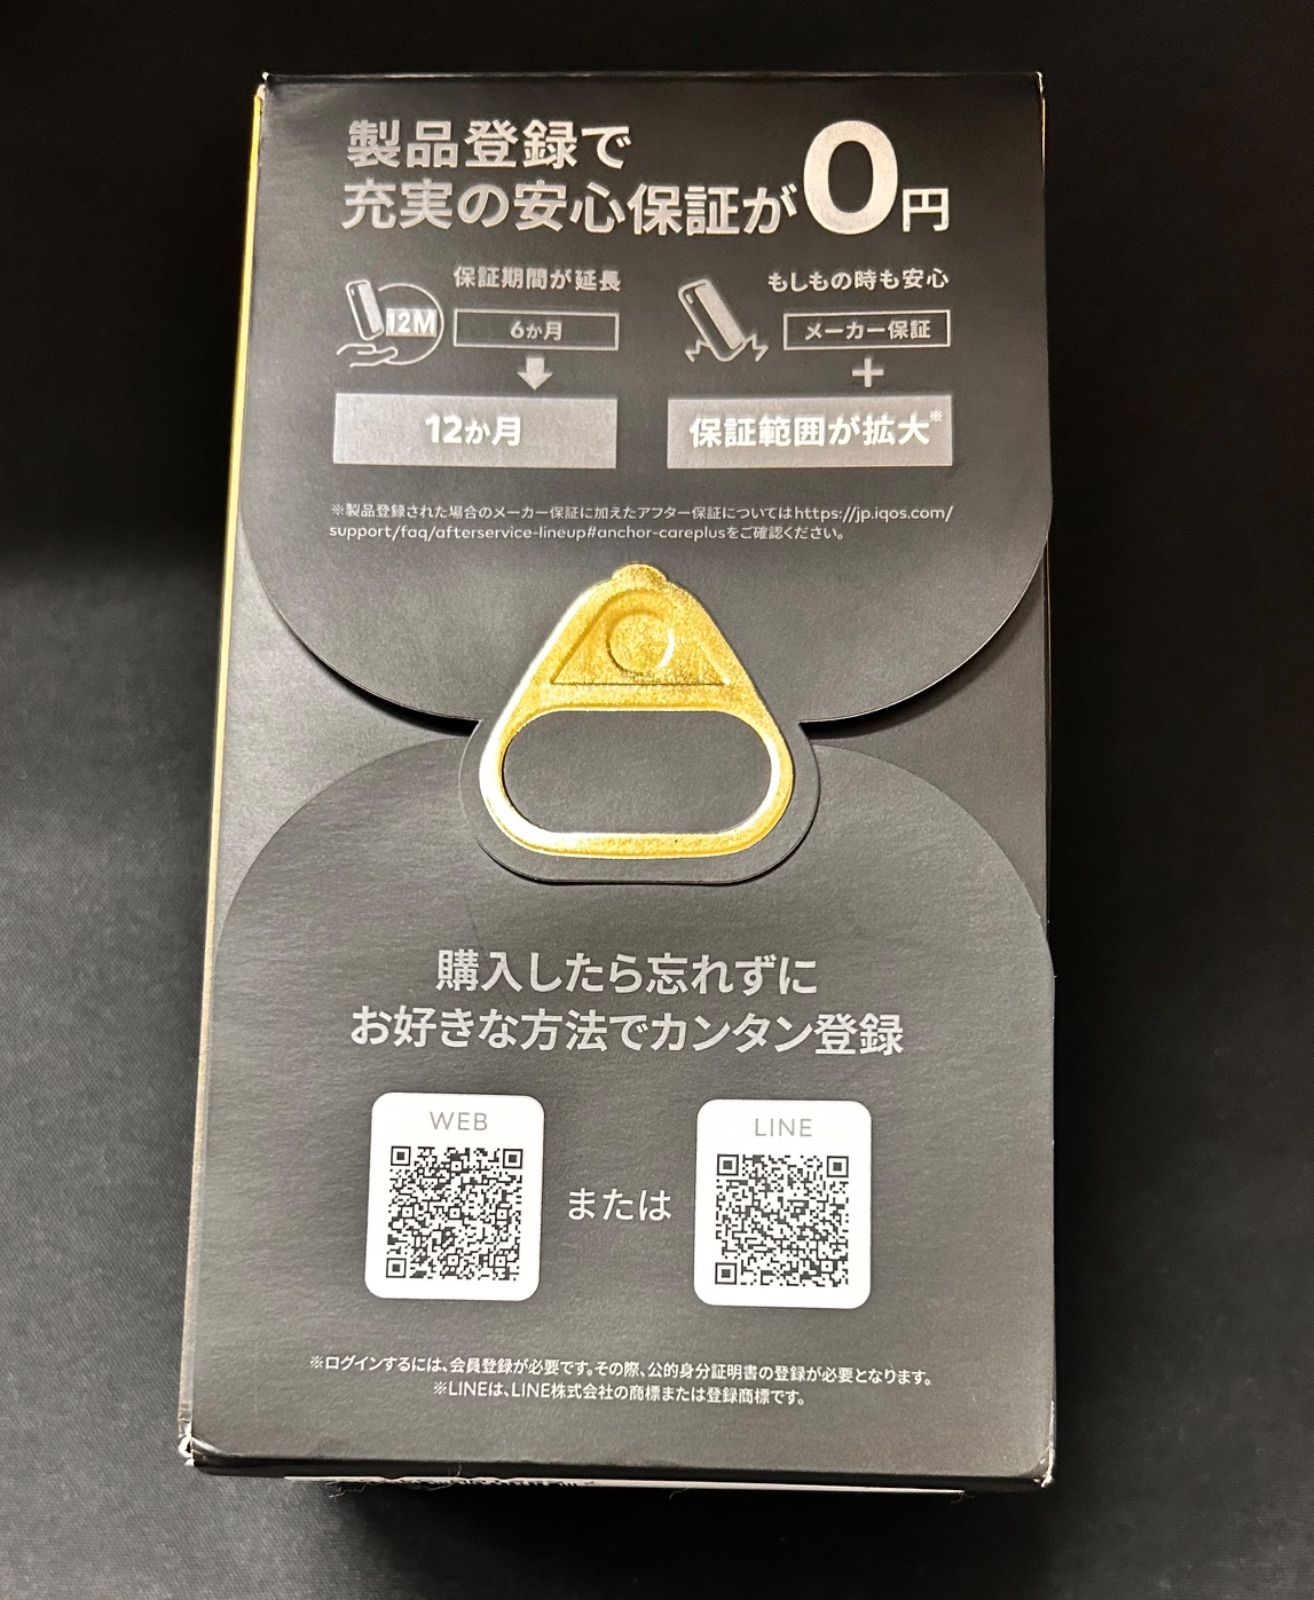 製品登録で
充実の安心保証が0円
保証期間が延長
12M
6か月
12か月
もしもの時も安心
メーカー保証
+
保証範囲が拡大※
※製品登録された場合のメーカー保証に加えたアフター保証についてはhttps://jp.iqos.com/
support/faq/afterservice-lineup#anchor-careplusをご確認ください。
購入したら忘れずに
お好きな方法でカンタン登録
WEB
または
LINE
※ログインするには、会員登録が必要です。その際、公的身分証明書の登録が必要となります。
※LINEは、LINE株式会社の商標または登録商標です。